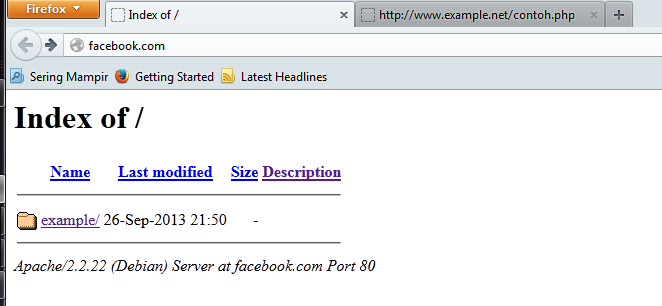 Firefox
Index of /
http://www.example.net/contoh.php
facebook.com
Sering Mampir
Getting Started
Latest Headlines
Index of /
Name Last modified Size Description
example/ 26-Sep-2013 21:50 -
Apache/2.2.22 (Debian) Server at facebook.com Port 80